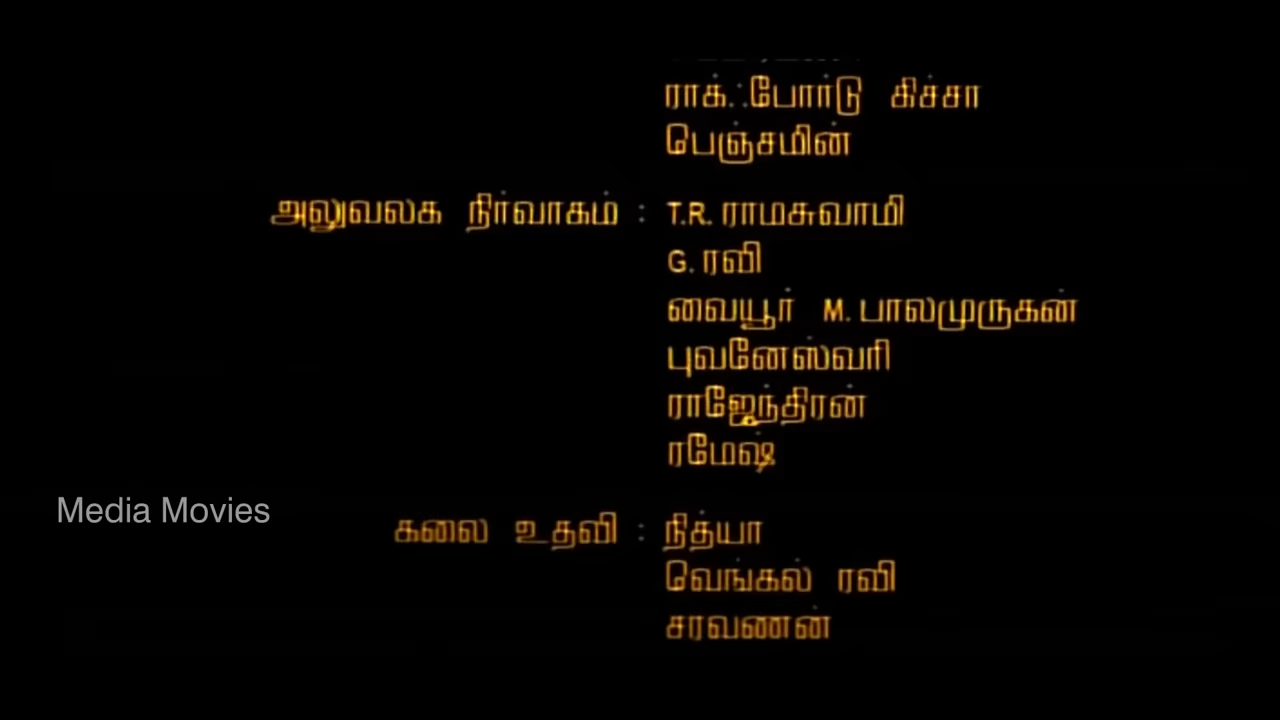 ராக்ஃபோர்டு கிச்சா
பெஞ்சமின்
அலுவலக நிர்வாகம் : T.R. ராமசுவாமி
G. ரவி
வையூர் M. பாலமுருகன்
புவனேஸ்வரி
ராஜேந்திரன்
ரமேஷ்
Media Movies
கலை உதவி : நித்யா
வெங்கல் ரவி
சரவணன்